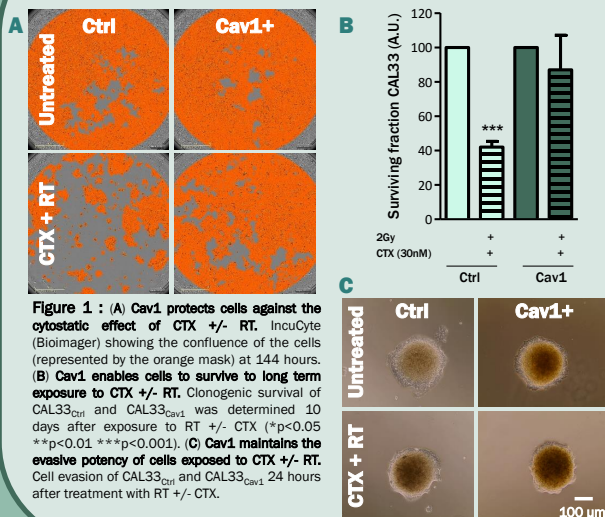 A
Ctrl
Cav1+
Untreated
CTX + RT
B
Surviving fraction CAL33 (A.U.)
120
100
80
60
40
20
0
***
2Gy + +
CTX (30nM) + +
Ctrl Cav1
Figure 1 : (A) Cav1 protects cells against the
cytostatic effect of CTX +/- RT. IncuCyte
(Bioimager) showing the confluence of the cells
(represented by the orange mask) at 144 hours.
(B) Cav1 enables cells to survive to long term
exposure to CTX +/- RT. Clonogenic survival of
CAL33Ctrl and CAL33Cav1 was determined 10
days after exposure to RT +/- CTX (*p<0.05
**p<0.01 ***p<0.001). (C) Cav1 maintains the
evasive potency of cells exposed to CTX +/- RT.
Cell evasion of CAL33Ctrl and CAL33Cav1 24 hours
after treatment with RT +/- CTX.
C
Ctrl
Cav1+
Untreated
CTX + RT
100 µm